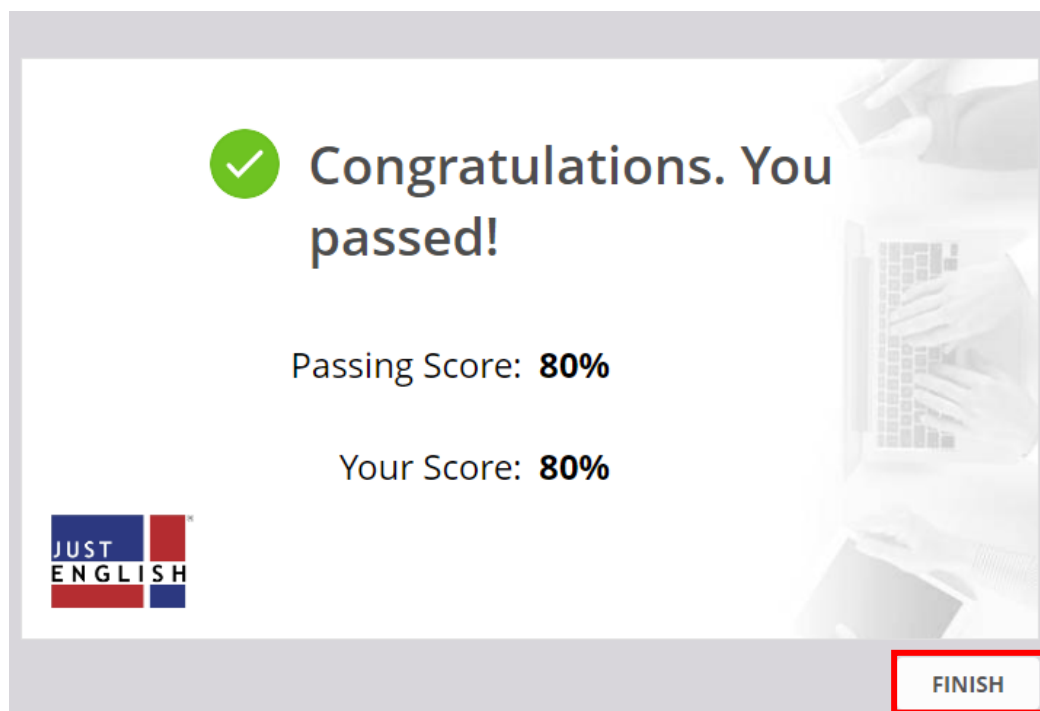 Congratulations. You
passed!
Passing Score: 80%
Your Score: 80%
JUST
ENGLISH
FINISH